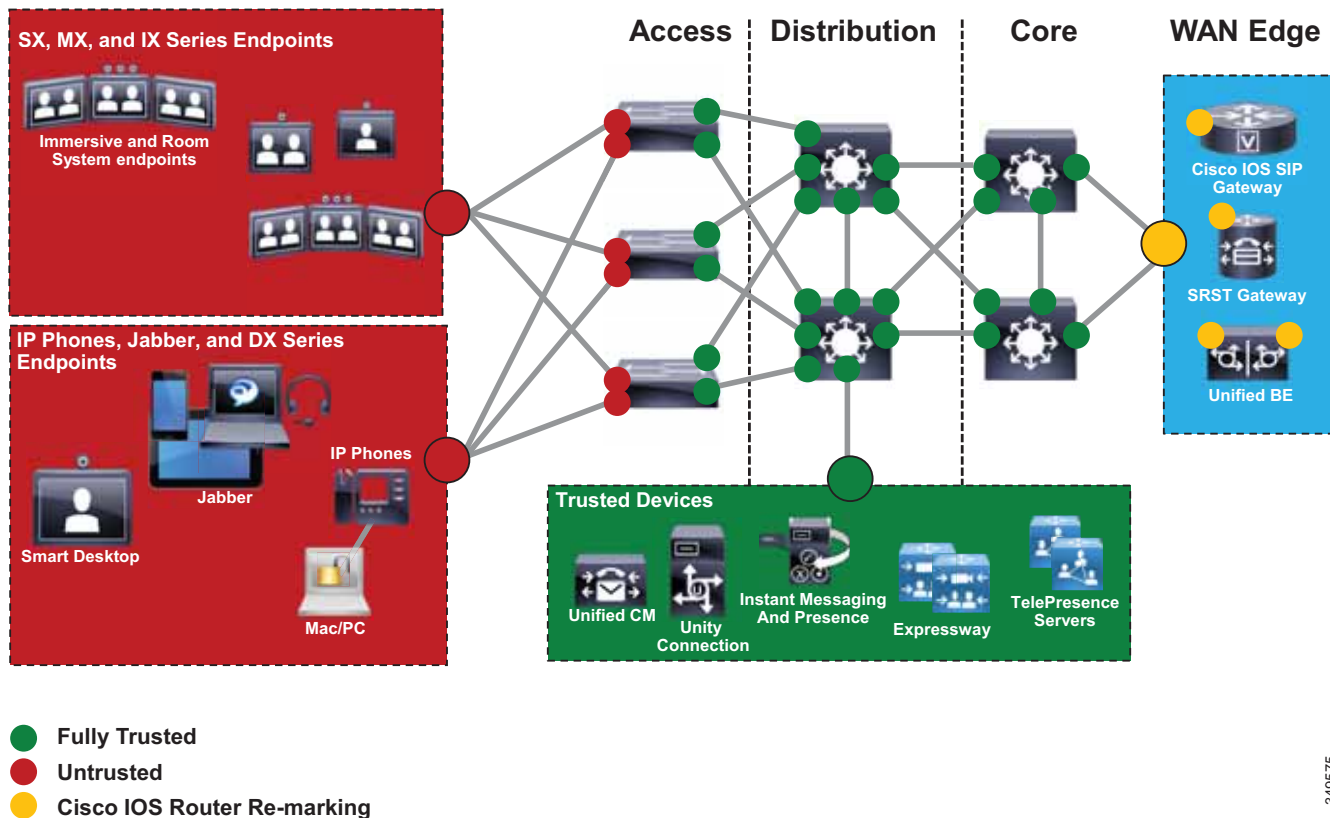 SX, MX, and IX Series Endpoints
Immersive and Room
System endpoints
IP Phones, Jabber, and DX Series
Endpoints
Jabber
IP Phones
Smart Desktop
Mac/PC
Access
Distribution
Core
WAN Edge
V
Cisco IOS SIP
Gateway
SRST Gateway
Unified BE
Trusted Devices
Unified CM
U
Unity
Connection
Instant Messaging
And Presence
Expressway
TelePresence
Servers
Fully Trusted
Untrusted
Cisco IOS Router Re-marking